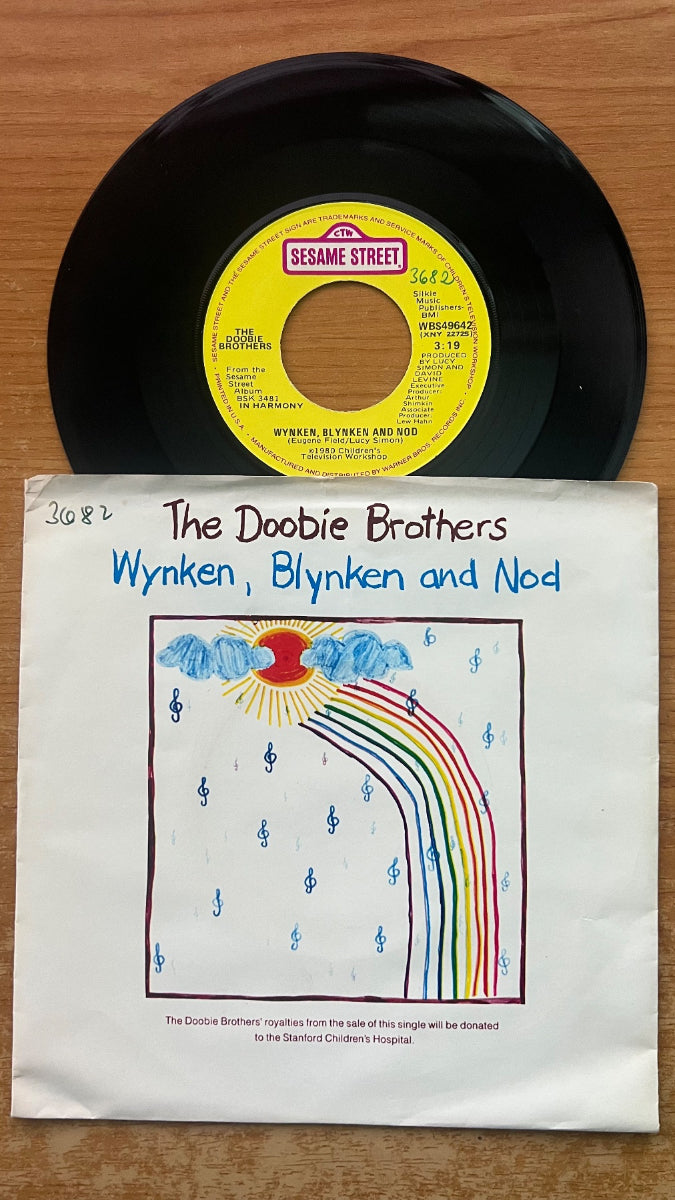 SESAME STREET AND THE SESAME STREET SIGN ARE TRADEMARKS AND SERVICE MARKS OF CHILDREN'S TELEVISION WORKSHOP.
CTW
SESAME STREET
3682
Silkie
Music
Publishers-
BMI
WBS49642
(XNY 2272S)
3:19
THE
DOOBIE
BROTHERS
From the
Sesame
Street
Album
BSK 3481
IN HARMONY
PRODUCED
BY LUCY
SIMON AND
DAVID
LEVINE
Executive
Producer:
Arthur
Shimkin
Associate
Producer:
Lew Hahn
WYNKEN, BLYNKEN AND NOD
(Eugene Field/Lucy Simon)
©1980 Children's
Television Workshop
• PRINTED IN U.S.A. • MANUFACTURED AND DISTRIBUTED BY WARNER BROS. RECORDS INC. •
3682
The Doobie Brothers
Wynken, Blynken and Nod
The Doobie Brothers' royalties from the sale of this single will be donated
to the Stanford Children's Hospital.